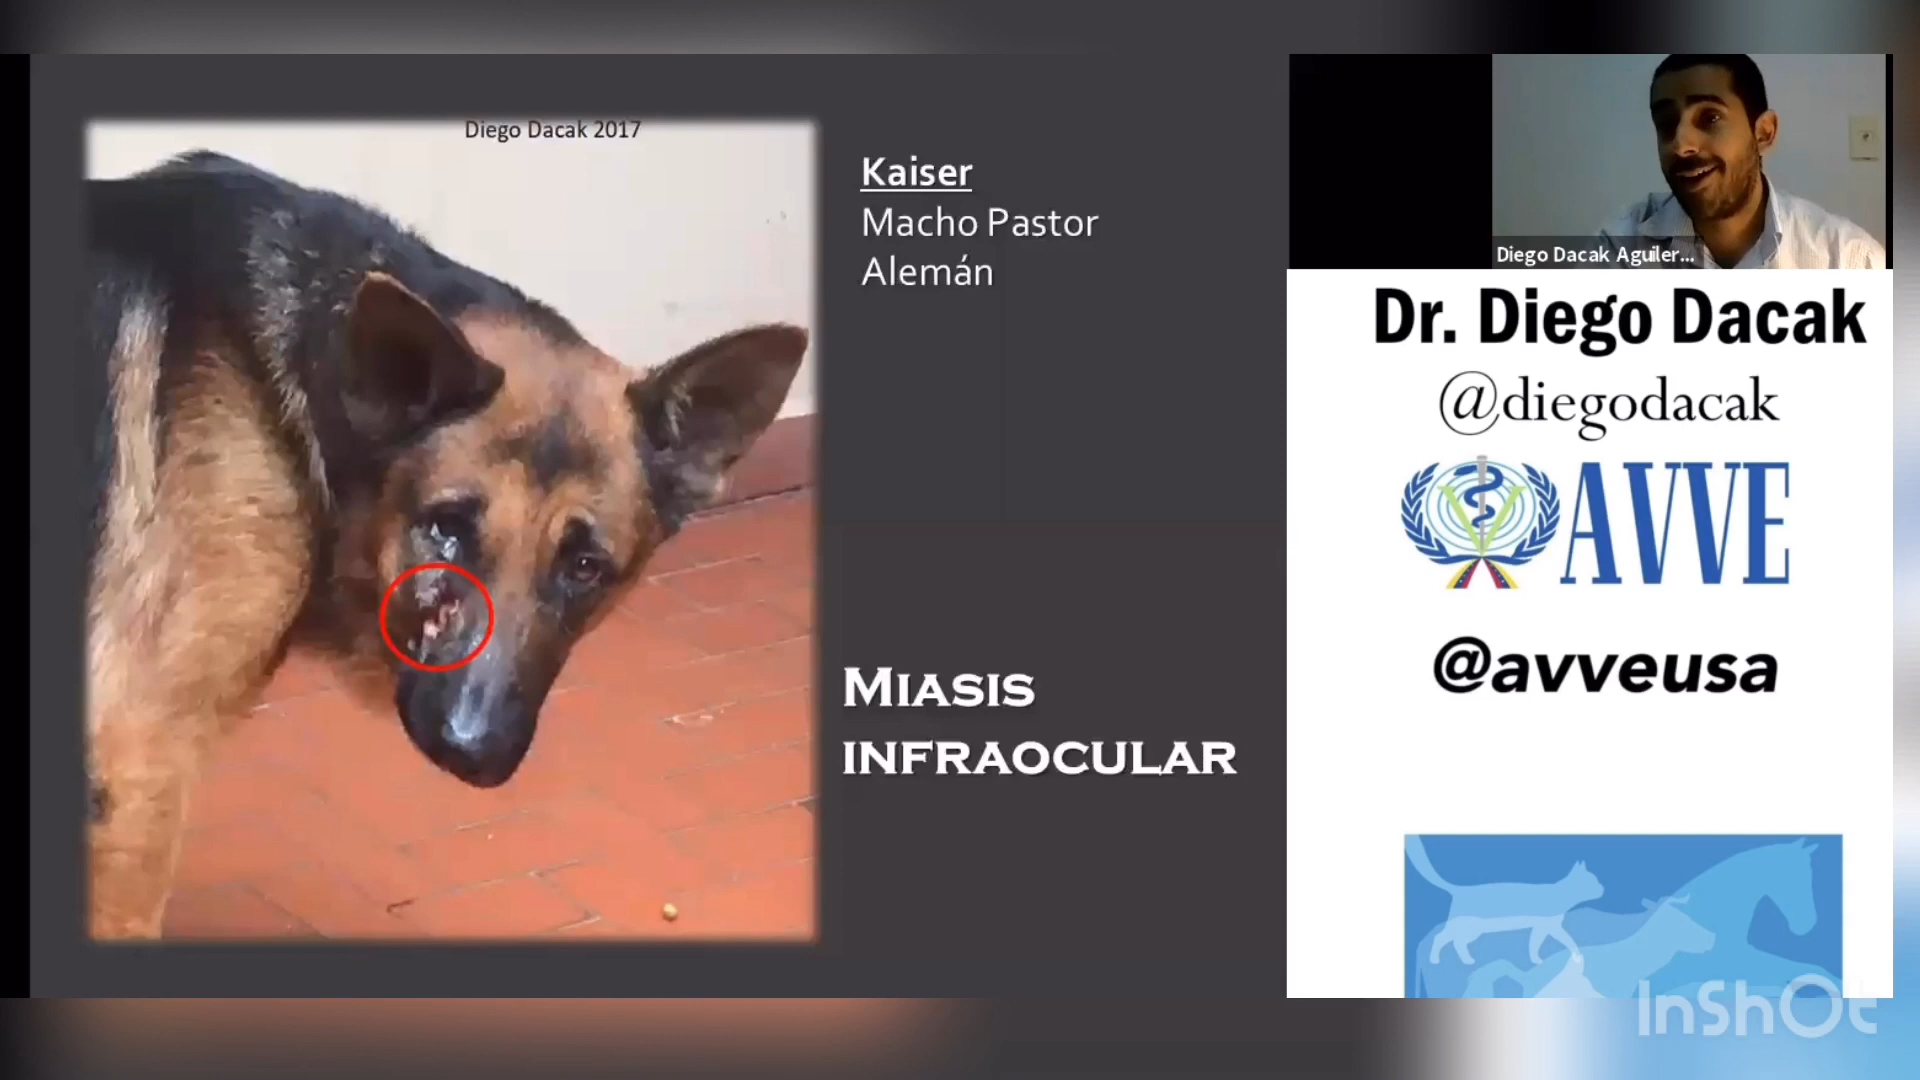 Diego Dacak 2017
Kaiser
Macho Pastor
Alemán
MIASIS
INFRAOCULAR
Diego Dacak Aguiler...
Dr. Diego Dacak
@diegodacak
AVVE
@avveusa
InShOt